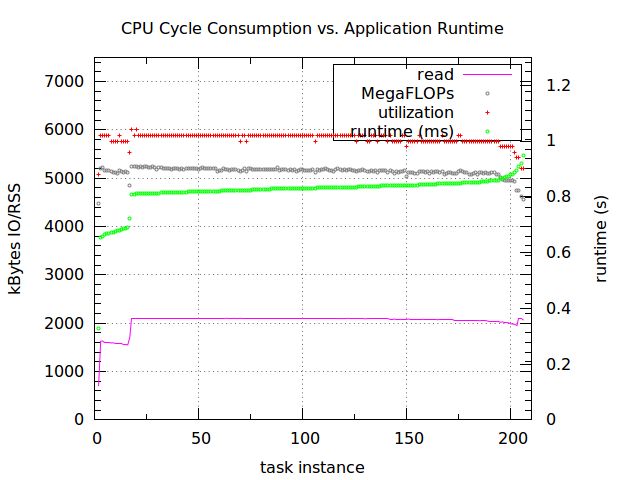 CPU Cycle Consumption vs. Application Runtime
read
MegaFLOPs
utilization
runtime (ms)
7000
6000
5000
4000
3000
2000
1000
0
kBytes IO/RSS
1.2
1
0.8
0.6
0.4
0.2
0
runtime (s)
0 50 100 150 200
task instance